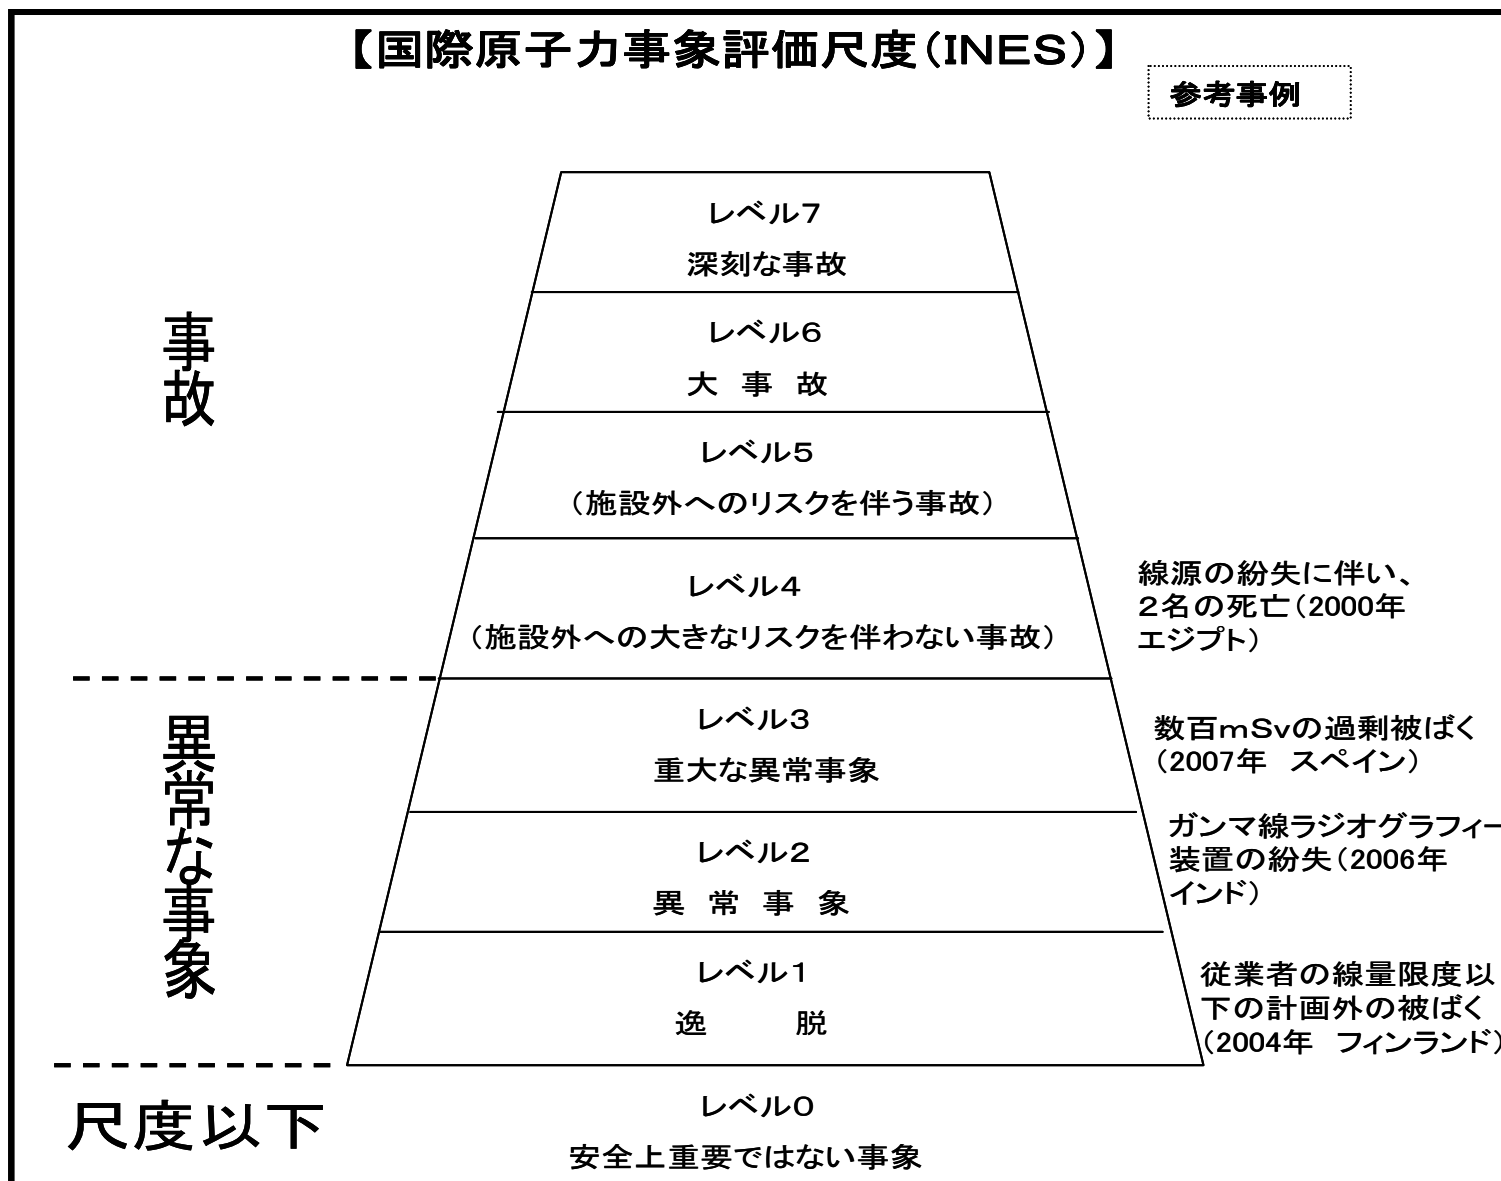 【国際原子力事象評価尺度(INES)】
参考事例
事故
レベル7
深刻な事故
レベル6
大 事 故
レベル5
(施設外へのリスクを伴う事故)
レベル4
(施設外への大きなリスクを伴わない事故)
線源の紛失に伴い、
2名の死亡(2000年
エジプト)
異常な事象
レベル3
重大な異常事象
数百mSvの過剰被ばく
(2007年 スペイン)
レベル2
異 常 事 象
ガンマ線ラジオグラフィー
装置の紛失(2006年
インド)
レベル1
逸 脱
従業者の線量限度以
下の計画外の被ばく
(2004年 フィンランド)
尺度以下
レベル0
安全上重要ではない事象